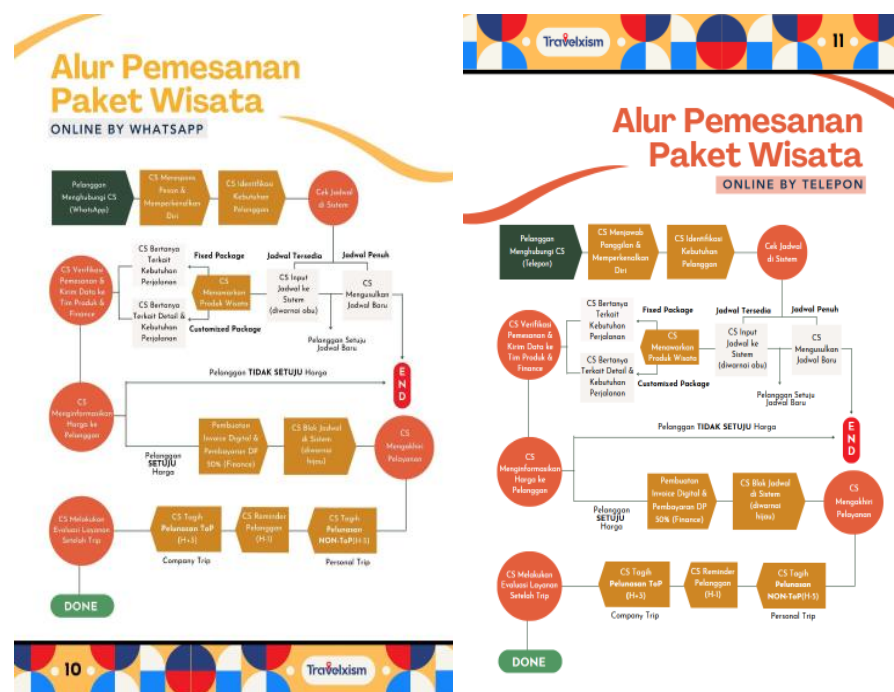 Alur Pemesanan
Paket Wisata
ONLINE BY WHATSAPP
Pelanggan
Menghubungi CS
(WhatsApp)
CS Merespons
Pesan &
Memperkenalkan
Diri
CS Identifikasi
Kebutuhan
Pelanggan
Cek Jadwal
di Sistem
Jadwal Tersedia
Jadwal Penuh
CS Input
Jadwal ke
Sistem
(diwarnai abu)
CS
Mengusulkan
Jadwal Baru
Pelanggan Setuju
Jadwal Baru
END
CS
Menawarkan
Produk Wisata
Fixed Package
CS Bertanya
Terkait
Kebutuhan
Perjalanan
CS Bertanya
Terkait Detail &
Kebutuhan
Perjalanan
Customized Package
CS Verifikasi
Pemesanan &
Kirim Data ke
Tim Produk &
Finance
CS
Menginformasikan
Harga ke
Pelanggan
Pelanggan TIDAK SETUJU Harga
Pelanggan
SETUJU
Harga
Pembuatan
Invoice Digital &
Pembayaran DP
50% (Finance)
CS Blok Jadwal
di Sistem
(diwarnai
hijau)
CS
Mengakhiri
Pelayanan
CS Tagih
NON-ToP(H-5)
Personal Trip
CS Reminder
Pelanggan
(H-1)
CS Tagih
Pelunasan ToP
(H+3)
Company Trip
CS Melakukan
Evaluasi Layanan
Setelah Trip
DONE
10
Travelxism
Travelxism
11
Alur Pemesanan
Paket Wisata
ONLINE BY TELEPON
Pelanggan
Menghubungi CS
(Telepon)
CS Menjawab
Panggilan &
Memperkenalkan
Diri
CS Identifikasi
Kebutuhan
Pelanggan
Cek Jadwal
di Sistem
Jadwal Tersedia
Jadwal Penuh
CS Input
Jadwal ke
Sistem
(diwarnai abu)
CS
Mengusulkan
Jadwal Baru
Pelanggan Setuju
Jadwal Baru
END
CS
Menawarkan
Produk Wisata
Fixed Package
CS Bertanya
Terkait
Kebutuhan
Perjalanan
CS Bertanya
Terkait Detail &
Kebutuhan
Perjalanan
Customized Package
CS Verifikasi
Pemesanan &
Kirim Data ke
Tim Produk &
Finance
CS
Menginformasikan
Harga ke
Pelanggan
Pelanggan TIDAK SETUJU Harga
Pelanggan
SETUJU
Harga
Pembuatan
Invoice Digital &
Pembayaran DP
50% (Finance)
CS Blok Jadwal
di Sistem
(diwarnai
hijau)
CS
Mengakhiri
Pelayanan
CS Tagih
Pelunasan
NON-ToP(H-5)
Personal Trip
CS Reminder
Pelanggan
(H-1)
CS Tagih
Pelunasan ToP
(H+3)
Company Trip
CS Melakukan
Evaluasi Layanan
Setelah Trip
DONE